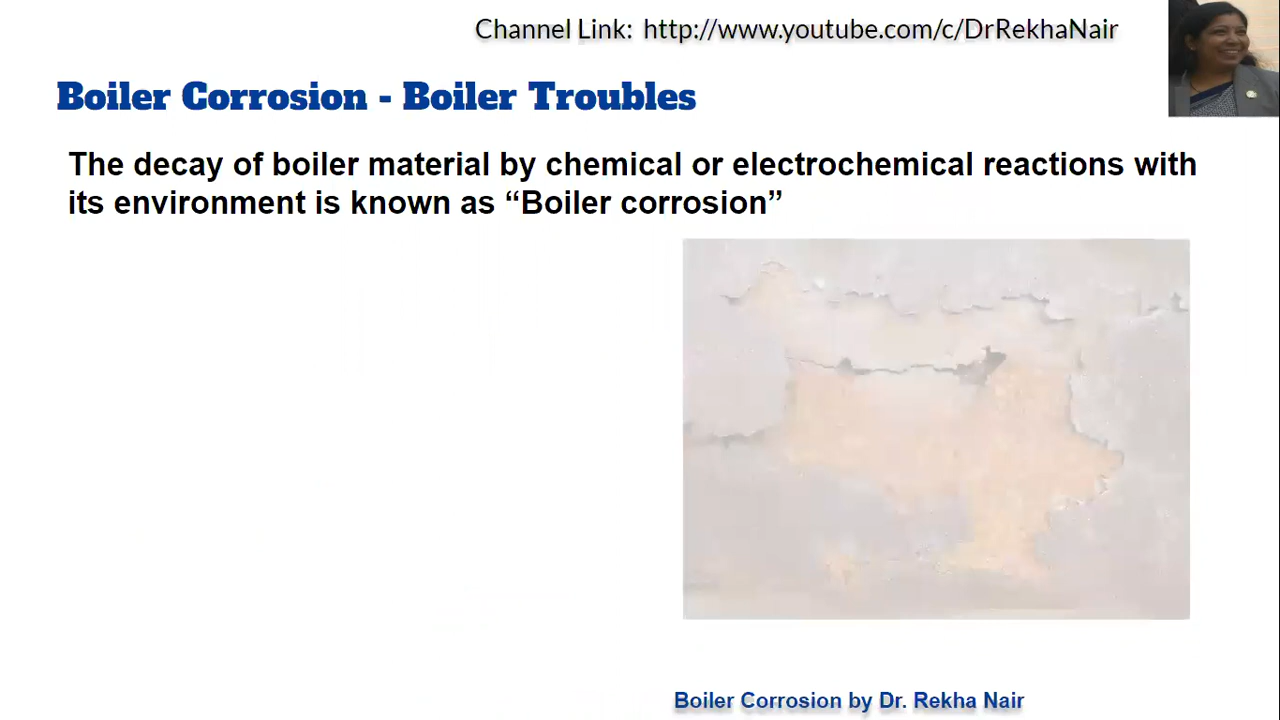 Channel Link: http://www.youtube.com/c/DrRekhaNair
Boiler Corrosion - Boiler Troubles
The decay of boiler material by chemical or electrochemical reactions with
its environment is known as “Boiler corrosion”
Boiler Corrosion by Dr. Rekha Nair